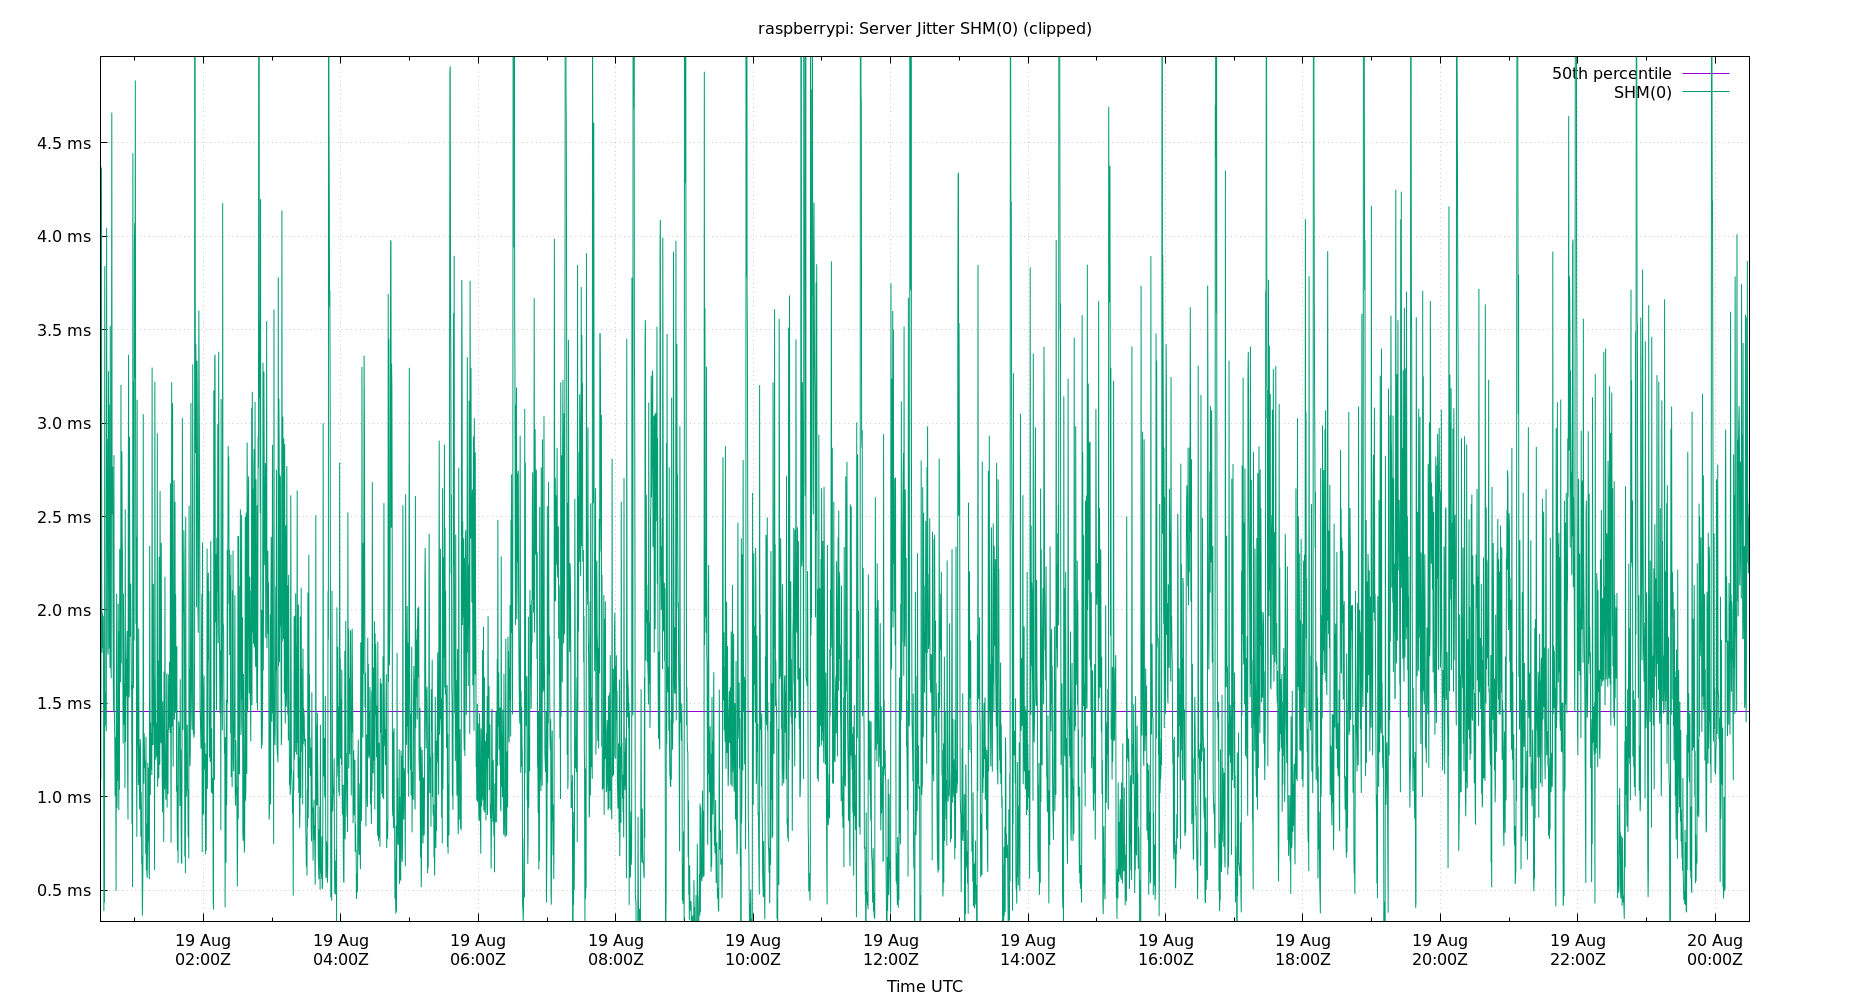 raspberrypi: Server Jitter SHM(0) (clipped)
50th percentile
SHM(0)
4.5 ms
4.0 ms
3.5 ms
3.0 ms
2.5 ms
2.0 ms
1.5 ms
1.0 ms
0.5 ms
19 Aug 19 Aug 19 Aug 19 Aug 19 Aug 19 Aug 19 Aug 19 Aug 19 Aug 19 Aug 19 Aug 20 Aug
02:00Z 04:00Z 06:00Z 08:00Z 10:00Z 12:00Z 14:00Z 16:00Z 18:00Z 20:00Z 22:00Z 00:00Z
Time UTC